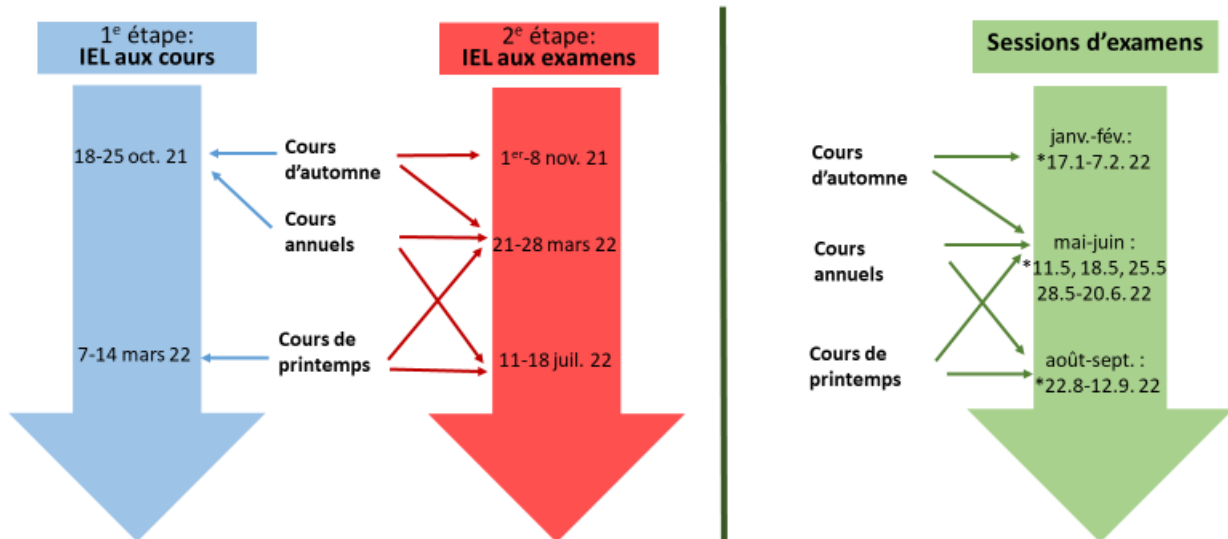 1e étape:
IEL aux cours
18-25 oct. 21
7-14 mars 22
Cours
d’automne
Cours
annuels
Cours de
printemps
2e étape:
IEL aux examens
1er-8 nov. 21
21-28 mars 22
11-18 juil. 22
Sessions d’examens
Cours
d’automne
Cours
annuels
Cours de
printemps
janv.-fév.:
*17.1-7.2. 22
mai-juin :
*11.5, 18.5, 25.5
28.5-20.6. 22
août-sept. :
*22.8-12.9. 22